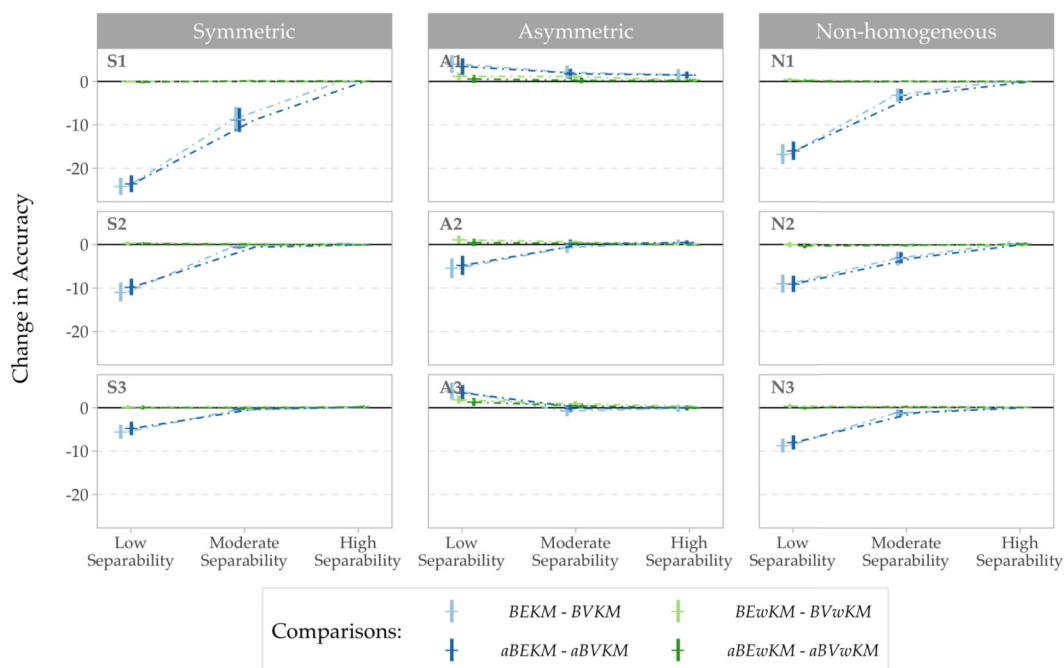 Symmetric
Asymmetric
Non-homogeneous
Change in Accuracy
S1
A1
N1
0
-10
-20
S2
A2
N2
0
-10
-20
S3
A3
N3
0
-10
-20
Low
Separability
Moderate
Separability
High
Separability
Low
Separability
Moderate
Separability
High
Separability
Low
Separability
Moderate
Separability
High
Separability
Comparisons:
BEKM - BVKM
BEwKM - BVwKM
aBEKM - aBVKM
aBEwKM - aBVwKM